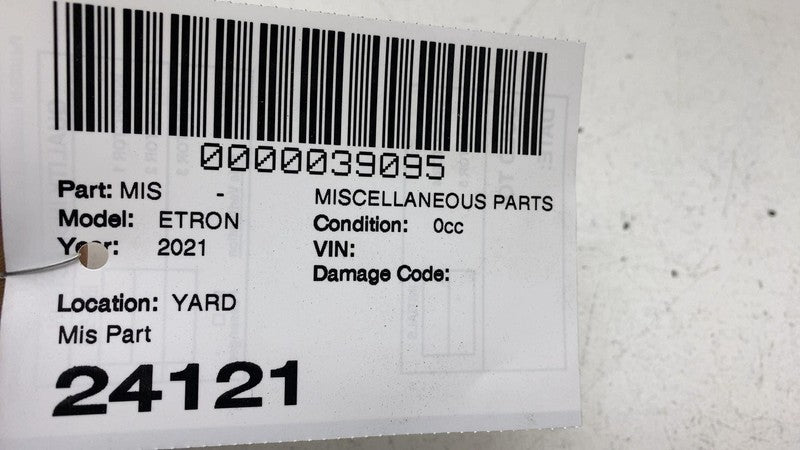 0000039095
Part: MIS - MISCELLANEOUS PARTS
Model: ETRON Condition: 0cc
Year: 2021 VIN:
Damage Code:
Location: YARD
Mis Part
24121